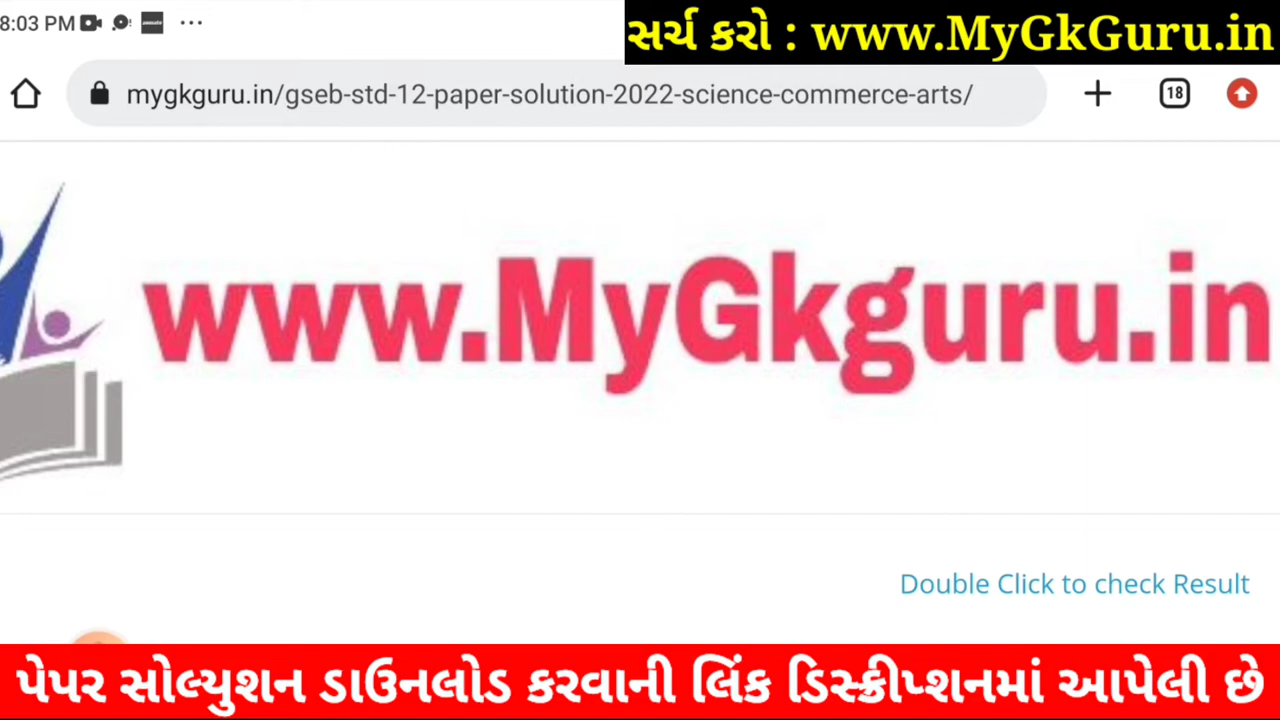 8:03 PM
સર્ચ કરો : www.MyGkGuru.in
mygkguru.in/gseb-std-12-paper-solution-2022-science-commerce-arts/
18
www.MyGkguru.in
Double Click to check Result
પેપર સોલ્યુશન ડાઉનલોડ કરવાની લિંક ડિસ્ક્રીપ્શનમાં આપેલી છે